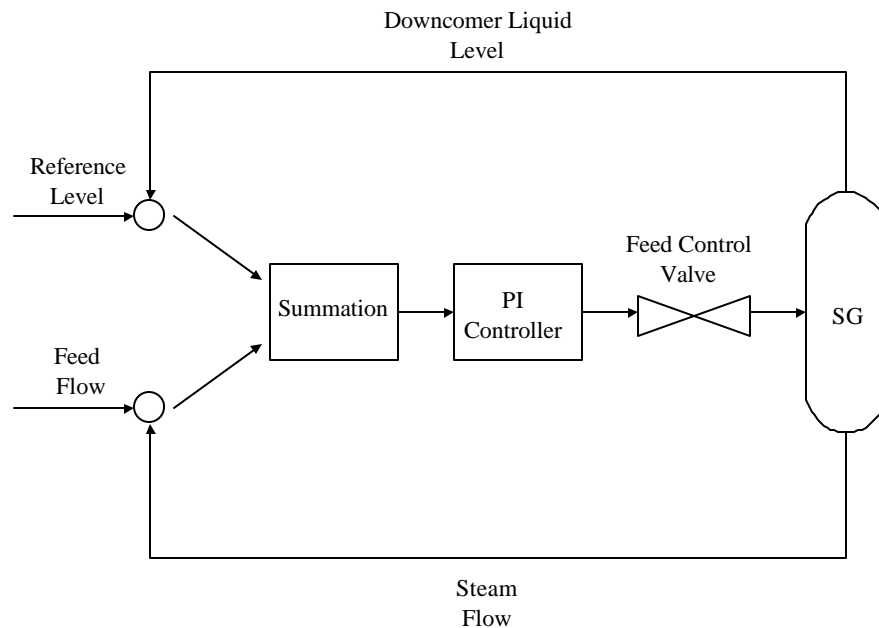 Downcomer Liquid
Level
Reference
Level
Feed Control
Valve
Summation
PI
Controller
SG
Feed
Flow
Steam
Flow